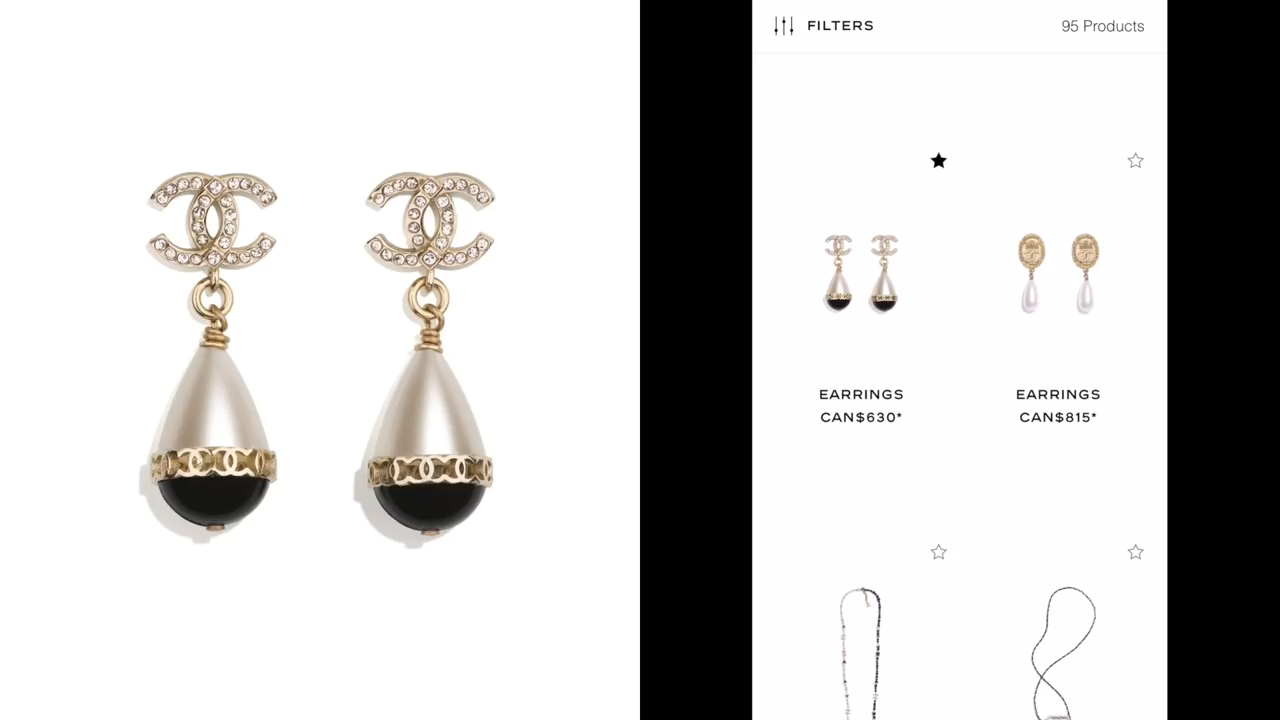 FILTERS
95 Products
EARRINGS
CAN$630*
EARRINGS
CAN$815*